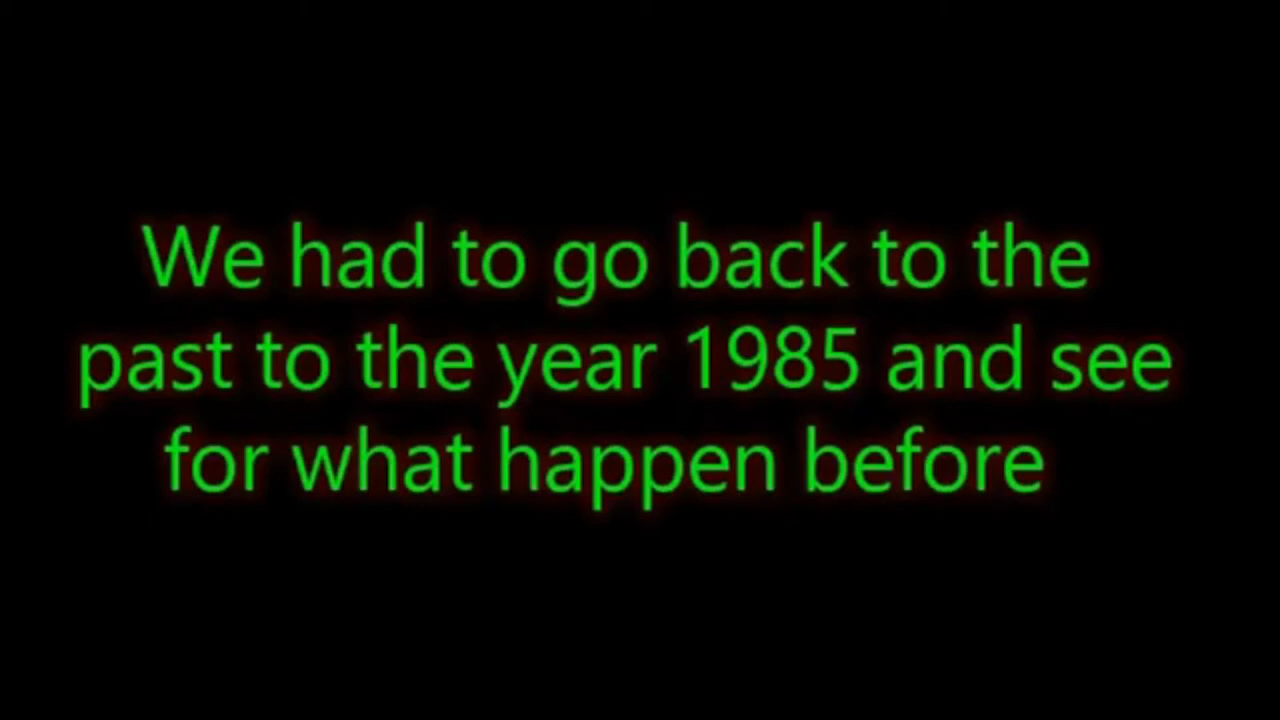 We had to go back to the
past to the year 1985 and see
for what happen before